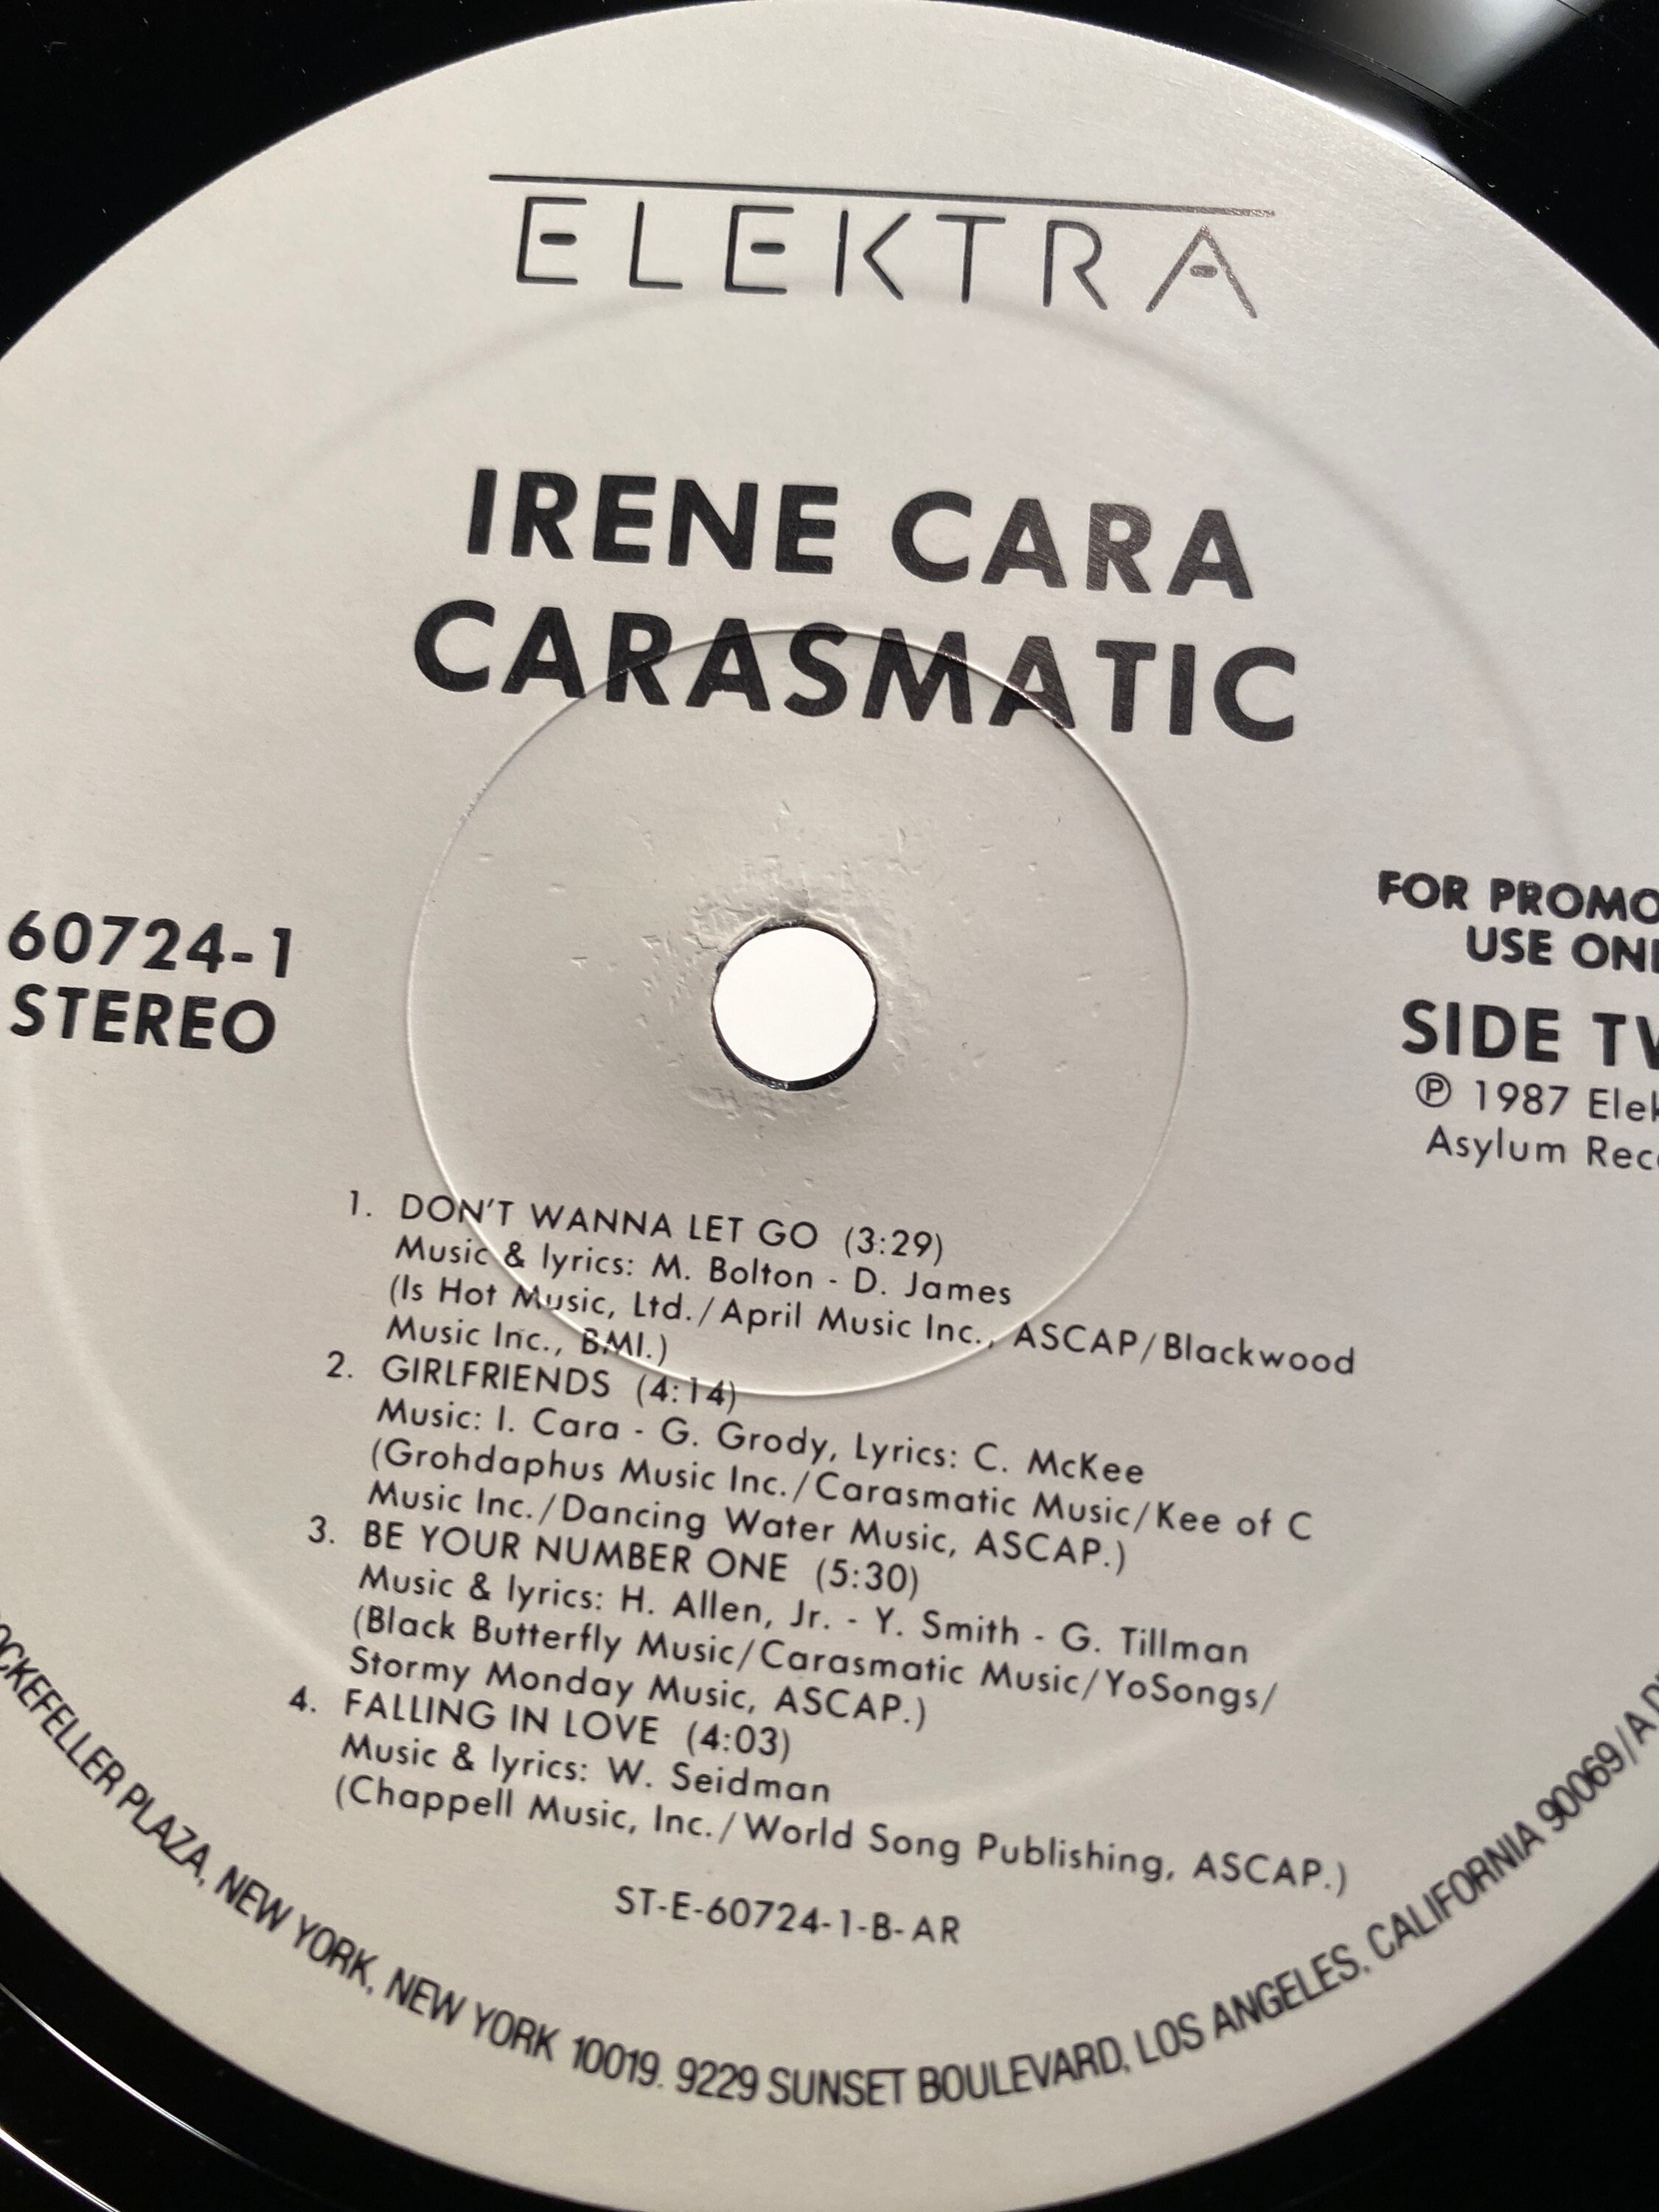 ELEKTRA
IRENE CARA
CARASMATIC
60724-1
STEREO
FOR
USE
SIDE
℗ 1987
Asylum
1. DON'T WANNA LET GO (3:29)
Music & lyrics: M. Bolton - D. James
(Is Hot Music, Ltd./April Music Inc., ASCAP/Blackwood
Music Inc., BMI.)
2. GIRLFRIENDS (4:14)
Music: I. Cara - G. Grody, Lyrics: C. McKee
(Grohdaphus Music Inc./Carasmatic Music/Kee of C
Music Inc./Dancing Water Music, ASCAP.)
3. BE YOUR NUMBER ONE (5:30)
Music & lyrics: H. Allen, Jr. - Y. Smith - G. Tillman
(Black Butterfly Music/Carasmatic Music/YoSongs/
Stormy Monday Music, ASCAP.)
4. FALLING IN LOVE (4:03)
Music & lyrics: W. Seidman
(Chappell Music, Inc./World Song Publishing, ASCAP.)
ST-E-60724-1-B-AR
PLAZA, NEW YORK, NEW YORK 10019. 9229 SUNSET BOULEVARD, LOS ANGELES, CALIFORNIA 90069/A